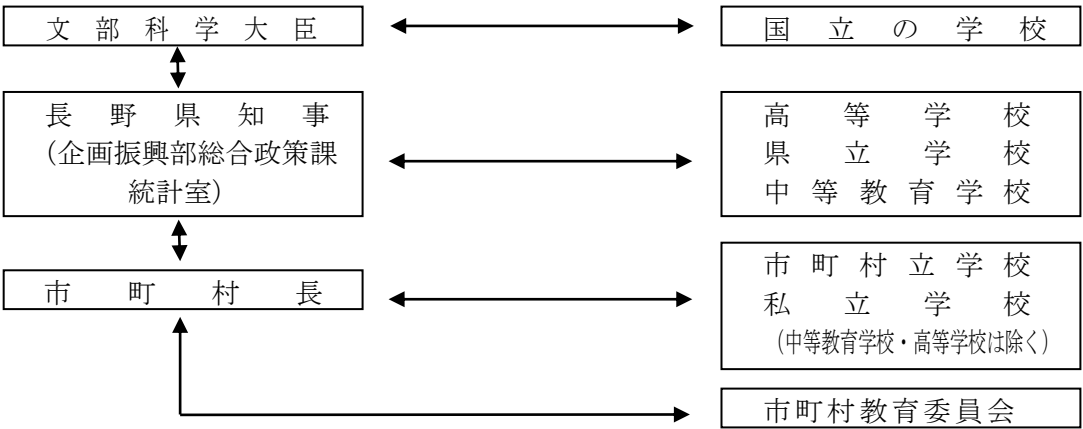 文部科学大臣
国立の学校
長野県知事
(企画振興部総合政策課
統計室)
高等学校
県立学校
中等教育学校
市町村長
市町村立学校
私立学校
(中等教育学校・高等学校は除く)
市町村教育委員会